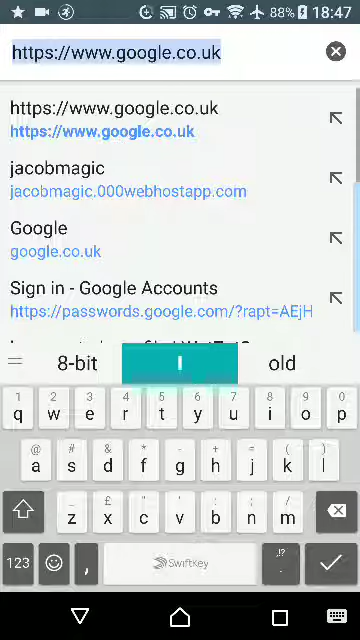 88% 18:47
https://www.google.co.uk
https://www.google.co.uk
https://www.google.co.uk
jacobmagic
jacobmagic.000webhostapp.com
Google
google.co.uk
Sign in - Google Accounts
https://passwords.google.com/?rapt=AEjH
8-bit I old
1 2 3 4 5 6 7 8 9 0
q w e r t y u i o p
@ # & * - + = ( )
a s d f g h j k l
_ £ " ' : ; /
z x c v b n m
123 , SwiftKey ,!? .